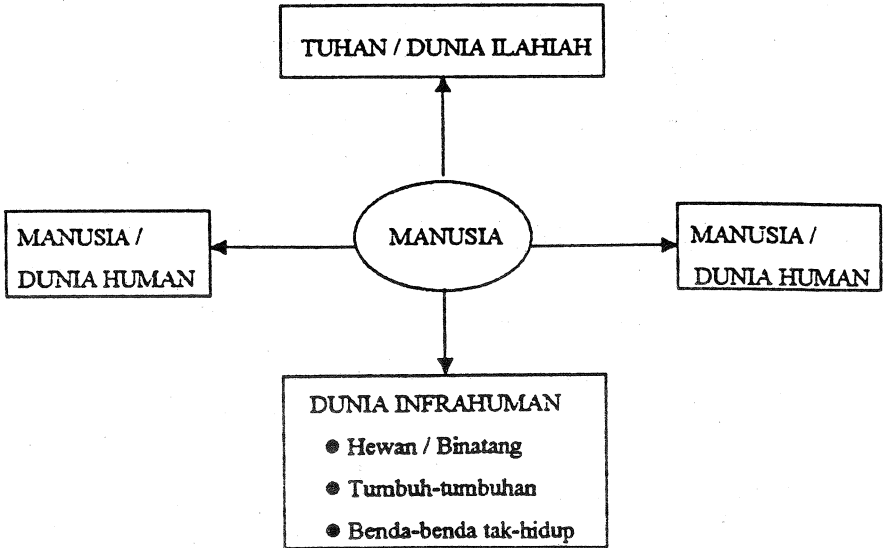 TUHAN / DUNIA ILAHIAH
MANUSIA /
DUNIA HUMAN
MANUSIA
MANUSIA /
DUNIA HUMAN
DUNIA INFRAHUMAN
● Hewan / Binatang
● Tumbuh-tumbuhan
● Benda-benda tak-hidup